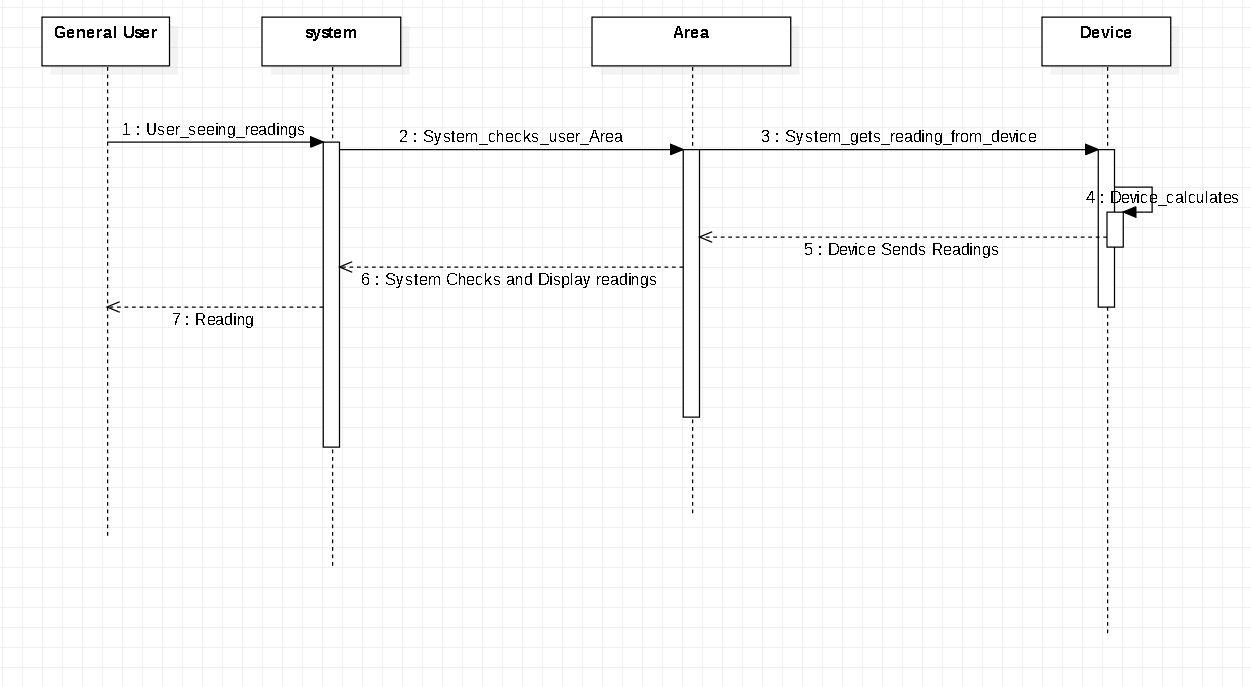 General User
system
Area
Device
1 : User_seeing_readings
2 : System_checks_user_Area
3 : System_gets_reading_from_device
4 : Device_calculates
5 : Device Sends Readings
6 : System Checks and Display readings
7 : Reading